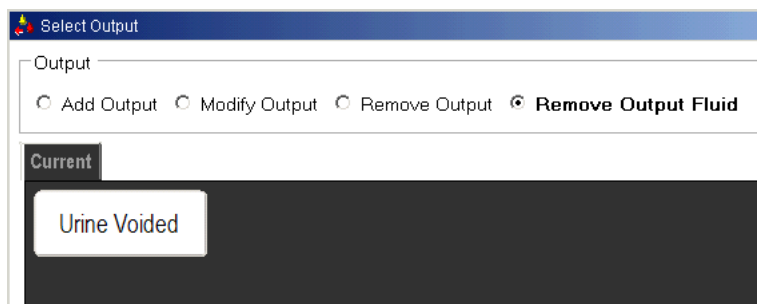 Select Output
Output
Add Output Modify Output Remove Output Remove Output Fluid
Current
Urine Voided